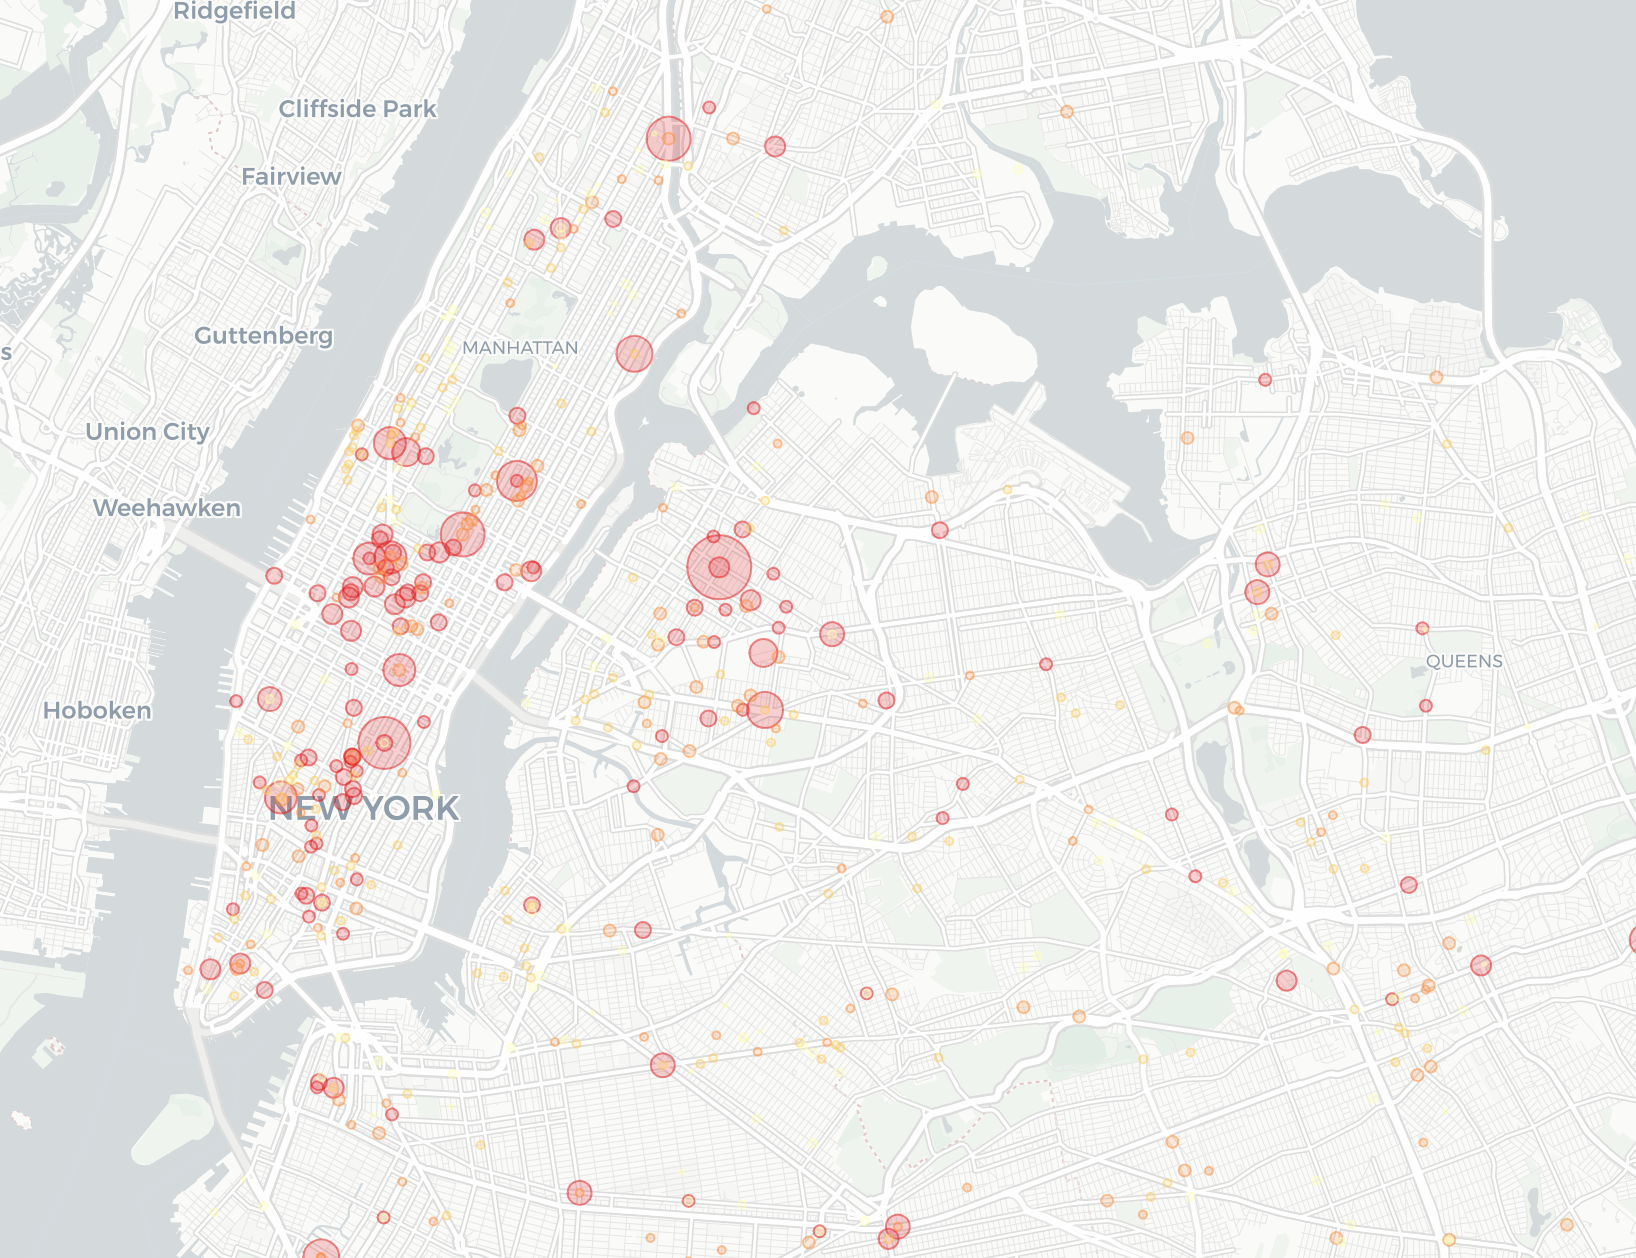 Ridgefield
Cliffside Park
Fairview
Guttenberg
s
MANHATTAN
Union City
Weehawken
QUEENS
Hoboken
NEW YORK